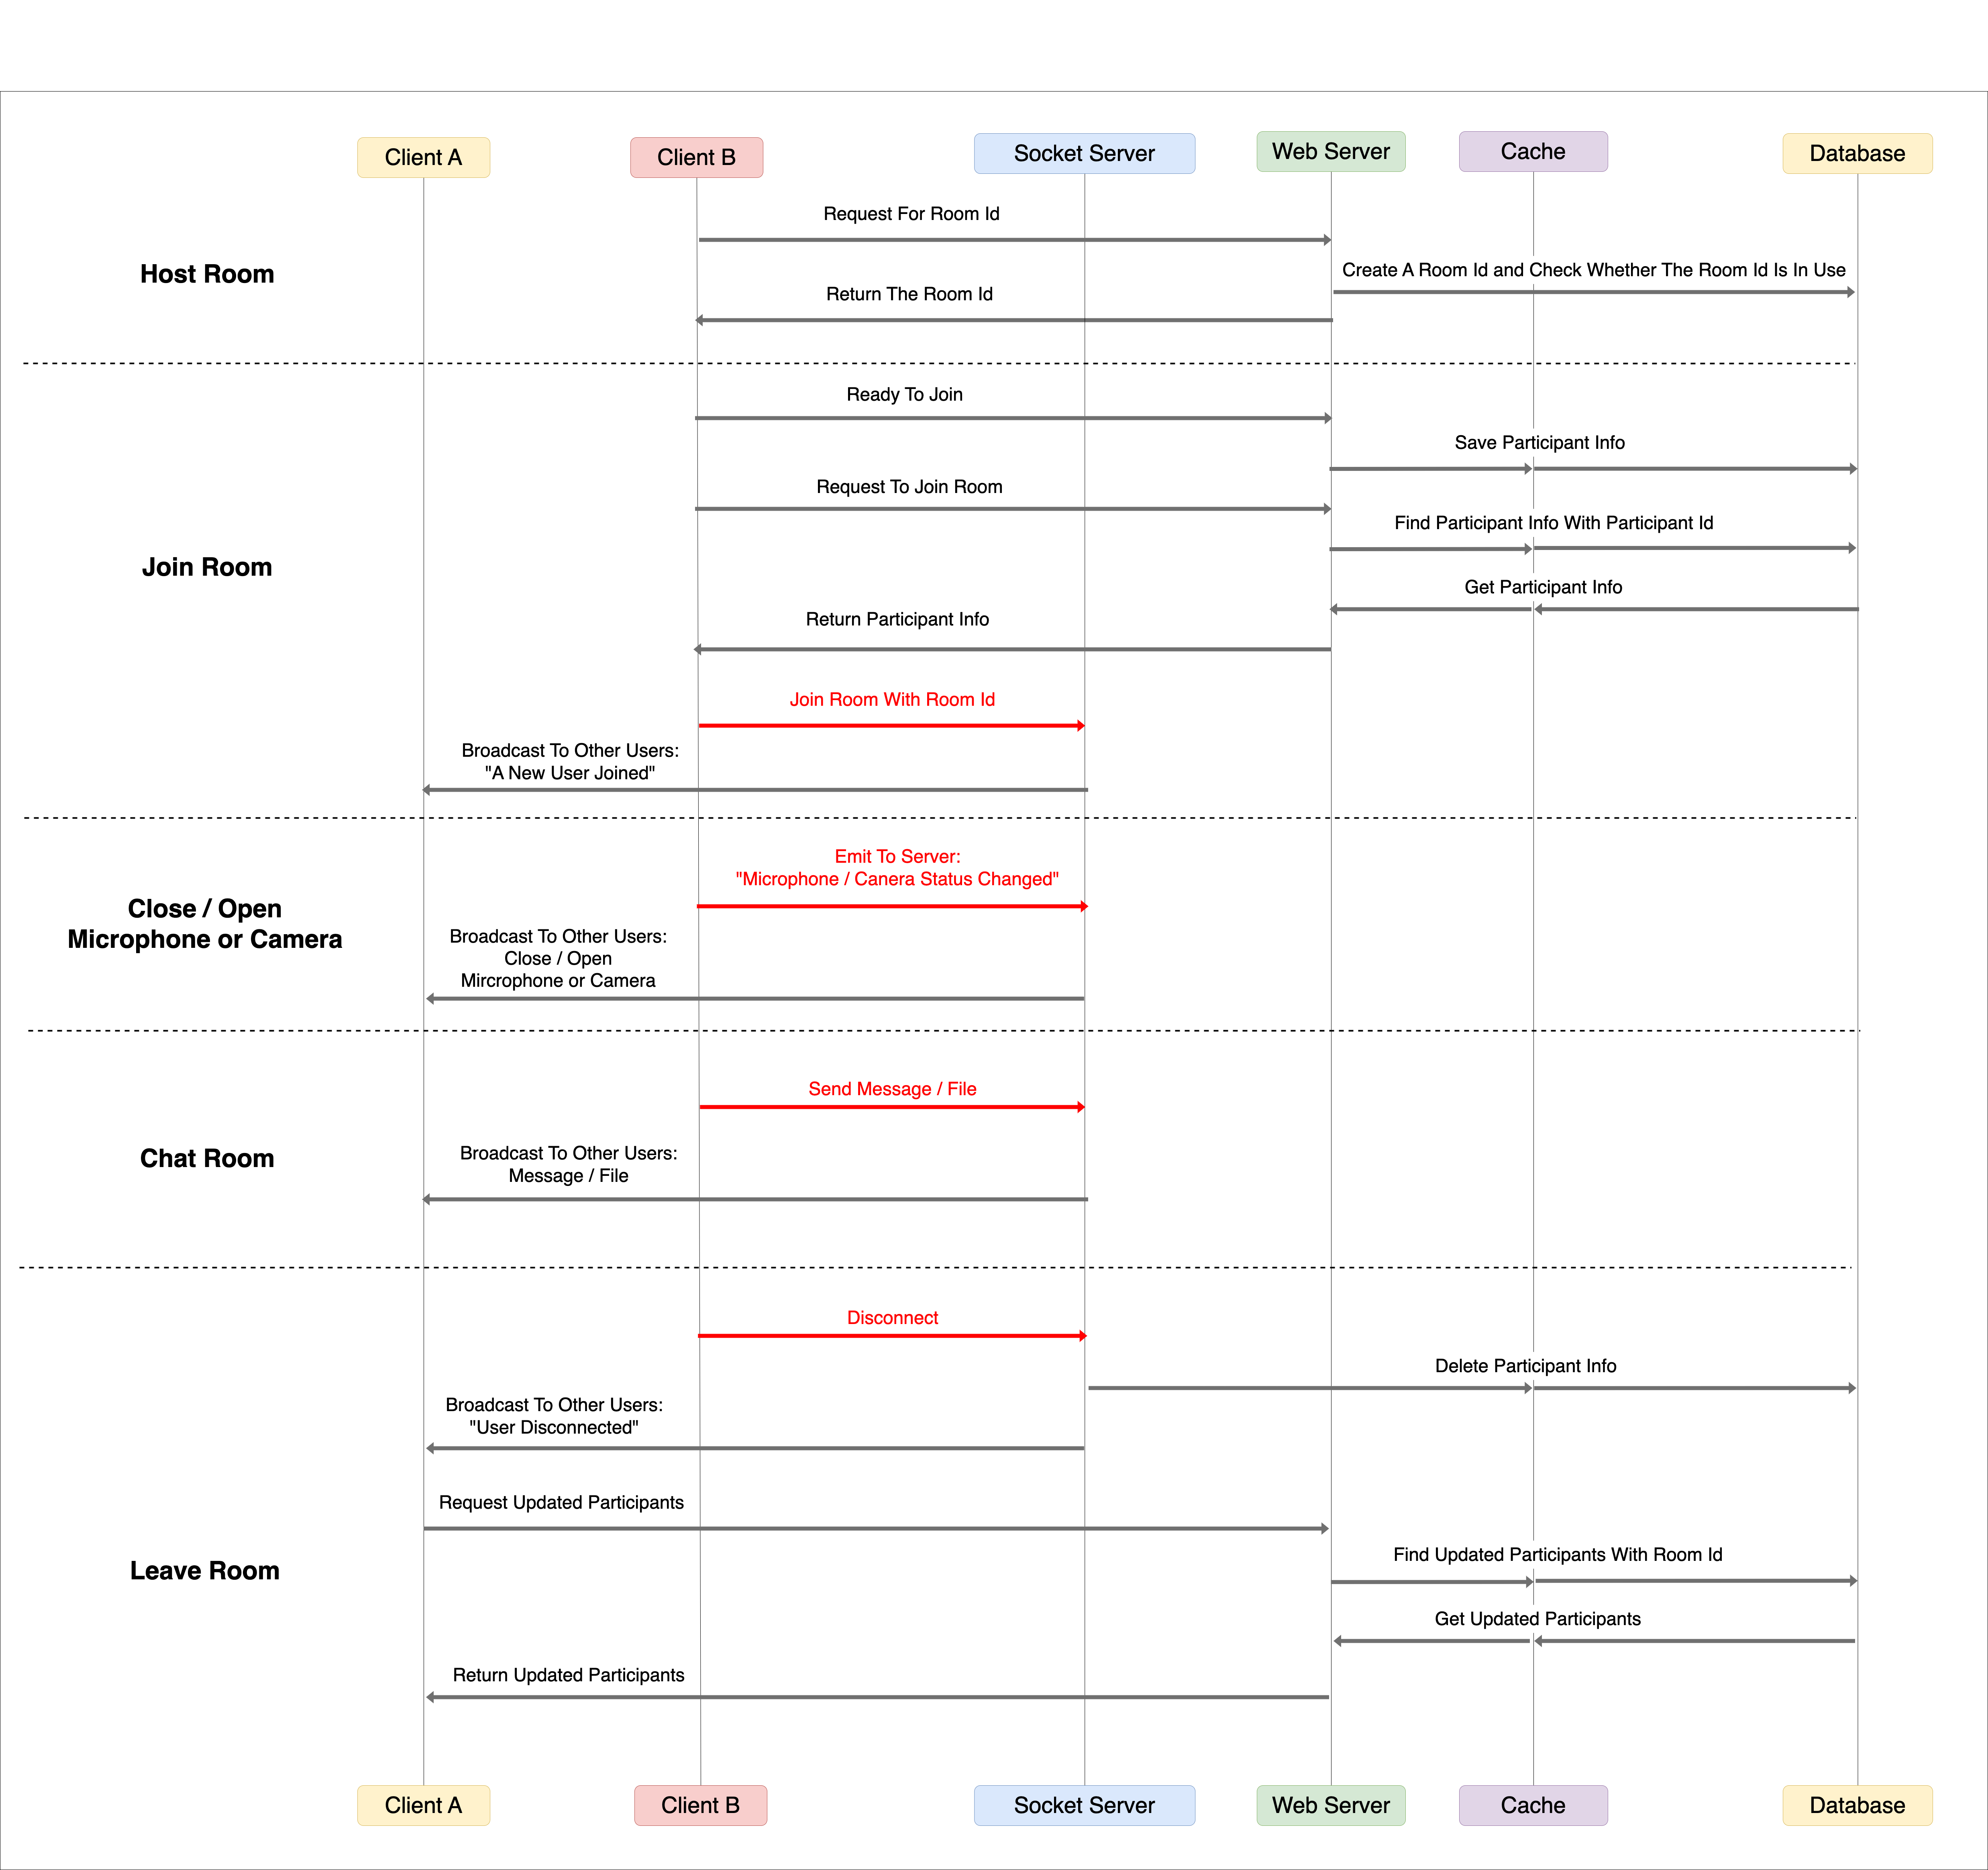 Client A
Client B
Socket Server
Web Server
Cache
Database
Host Room
Request For Room Id
Create A Room Id and Check Whether The Room Id Is In Use
Return The Room Id
Join Room
Ready To Join
Save Participant Info
Request To Join Room
Find Participant Info With Participant Id
Get Participant Info
Return Participant Info
Join Room With Room Id
Broadcast To Other Users:
"A New User Joined"
Close / Open
Microphone or Camera
Emit To Server:
"Microphone / Canera Status Changed"
Broadcast To Other Users:
Close / Open
Mircrophone or Camera
Chat Room
Send Message / File
Broadcast To Other Users:
Message / File
Leave Room
Disconnect
Delete Participant Info
Broadcast To Other Users:
"User Disconnected"
Request Updated Participants
Find Updated Participants With Room Id
Get Updated Participants
Return Updated Participants
Client A
Client B
Socket Server
Web Server
Cache
Database